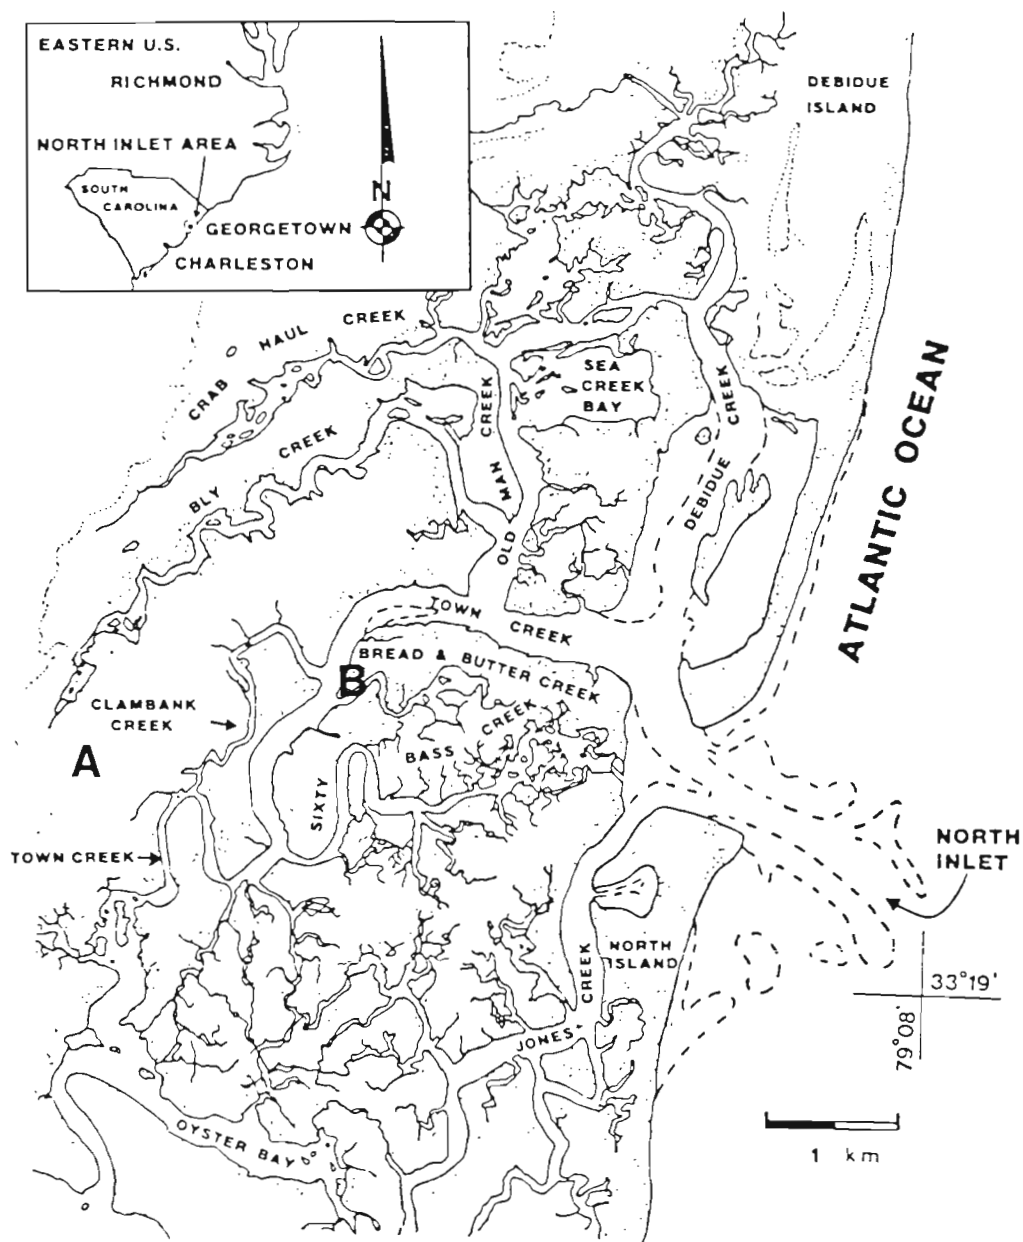 EASTERN U.S.
RICHMOND
NORTH INLET AREA
SOUTH
CAROLINA
GEORGETOWN
CHARLESTON
N
DEBIDUE
ISLAND
CRAB HAUL CREEK
BLY CREEK
OLD MAN CREEK
SEA
CREEK
BAY
DEBIDUE CREEK
ATLANTIC OCEAN
TOWN CREEK
BREAD & BUTTER CREEK
B
CLAMBANK
CREEK
A
SIXTY BASS CREEK
TOWN CREEK
NORTH
INLET
NORTH
ISLAND
JONES CREEK
33°19'
79°08'
OYSTER BAY
1 km